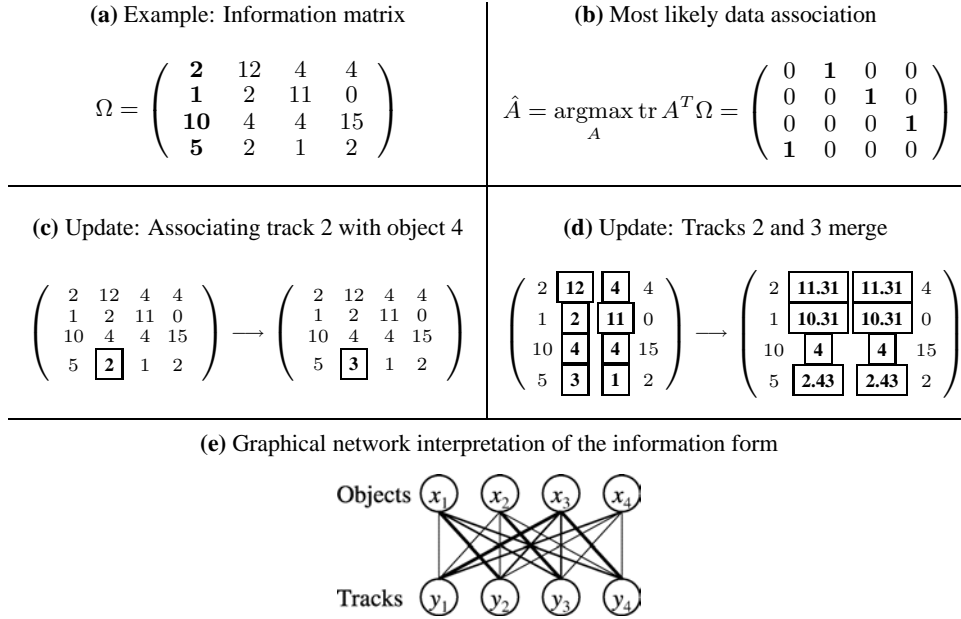 (a) Example: Information matrix
Ω = ( 2 12 4 4
1 2 11 0
10 4 4 15
5 2 1 2 )
(b) Most likely data association
Â = argmax tr AᵀΩ = ( 0 1 0 0
A
0 0 1 0
0 0 0 1
1 0 0 0 )
(c) Update: Associating track 2 with object 4
( 2 12 4 4
1 2 11 0
10 4 4 15
5 2 1 2 )
⟶
( 2 12 4 4
1 2 11 0
10 4 4 15
5 3 1 2 )
(d) Update: Tracks 2 and 3 merge
( 2 12 4 4
1 2 11 0
10 4 4 15
5 3 1 2 )
⟶
( 2 11.31 11.31 4
1 10.31 10.31 0
10 4 4 15
5 2.43 2.43 2 )
(e) Graphical network interpretation of the information form
Objects x₁ x₂ x₃ x₄
Tracks y₁ y₂ y₃ y₄